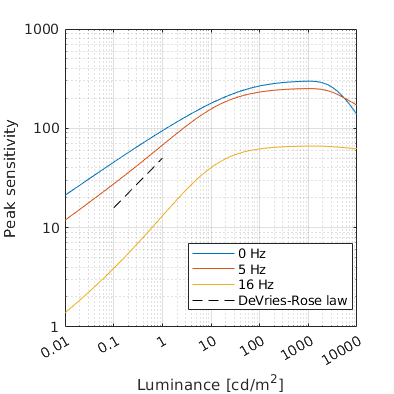 1000
100
10
1
Peak sensitivity
0 Hz
5 Hz
16 Hz
DeVries-Rose law
0.01 0.1 1 10 100 1000 10000
Luminance [cd/m²]